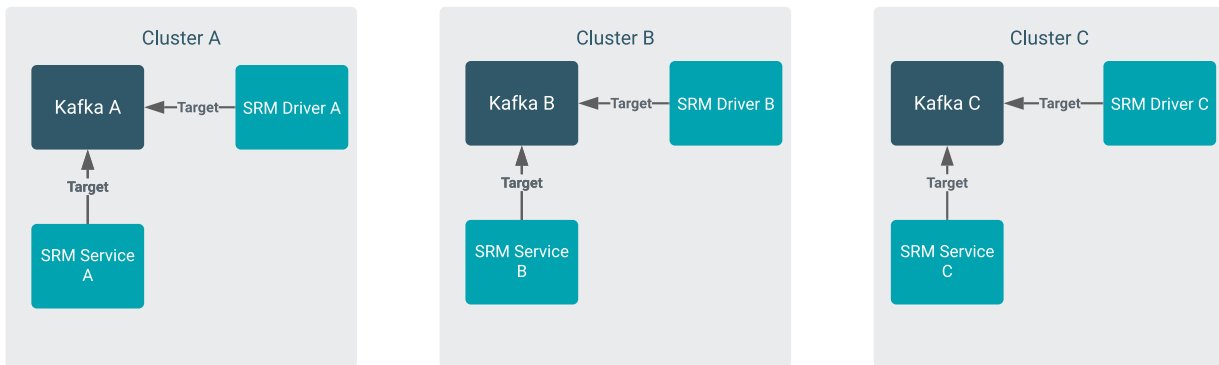 Cluster A
Kafka A
Target
SRM Driver A
Target
SRM Service
A
Cluster B
Kafka B
Target
SRM Driver B
Target
SRM Service
B
Cluster C
Kafka C
Target
SRM Driver C
Target
SRM Service
C